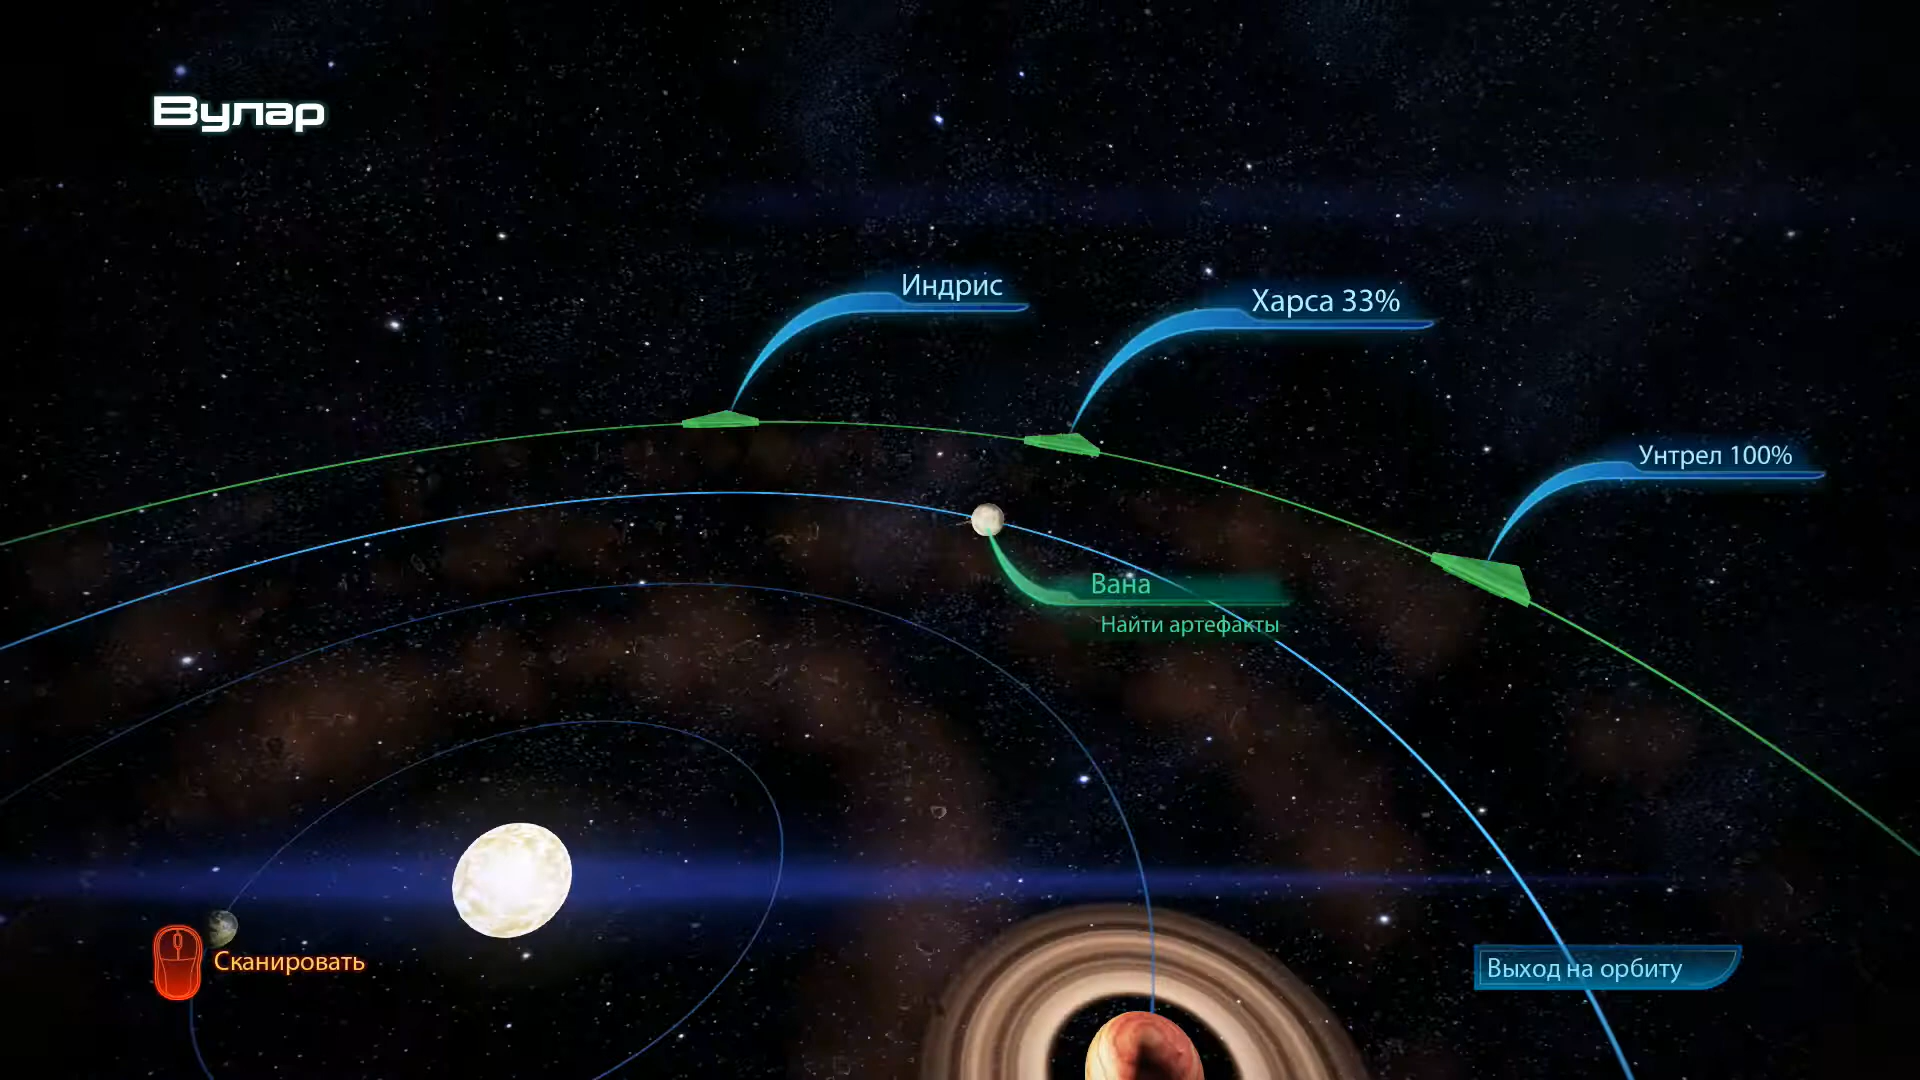 Вулар
Индрис
Харса 33%
Унтрел 100%
Вана
Найти артефакты
Сканировать
Выход на орбиту